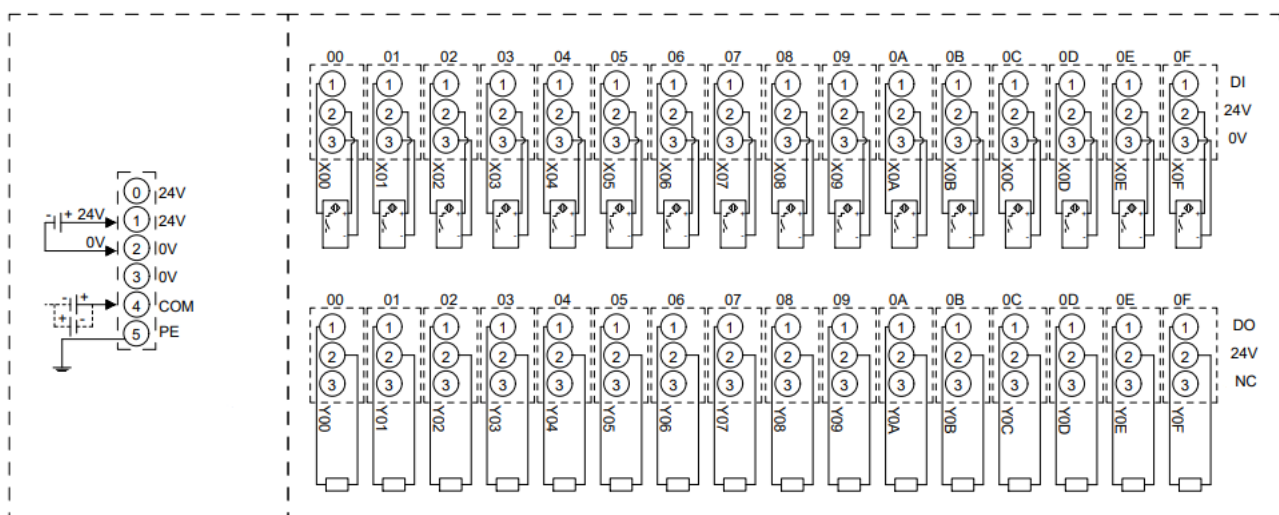 00 01 02 03 04 05 06 07 08 09 0A 0B 0C 0D 0E 0F
1 1 1 1 1 1 1 1 1 1 1 1 1 1 1 1 DI
2 2 2 2 2 2 2 2 2 2 2 2 2 2 2 2 24V
3 3 3 3 3 3 3 3 3 3 3 3 3 3 3 3 0V
X00 X01 X02 X03 X04 X05 X06 X07 X08 X09 X0A X0B X0C X0D X0E X0F
0 24V
+ 24V 1 24V
0V 2 0V
3 0V
+ 4 COM
+ - 5 PE
00 01 02 03 04 05 06 07 08 09 0A 0B 0C 0D 0E 0F
1 1 1 1 1 1 1 1 1 1 1 1 1 1 1 1 DO
2 2 2 2 2 2 2 2 2 2 2 2 2 2 2 2 24V
3 3 3 3 3 3 3 3 3 3 3 3 3 3 3 3 NC
Y00 Y01 Y02 Y03 Y04 Y05 Y06 Y07 Y08 Y09 Y0A Y0B Y0C Y0D Y0E Y0F